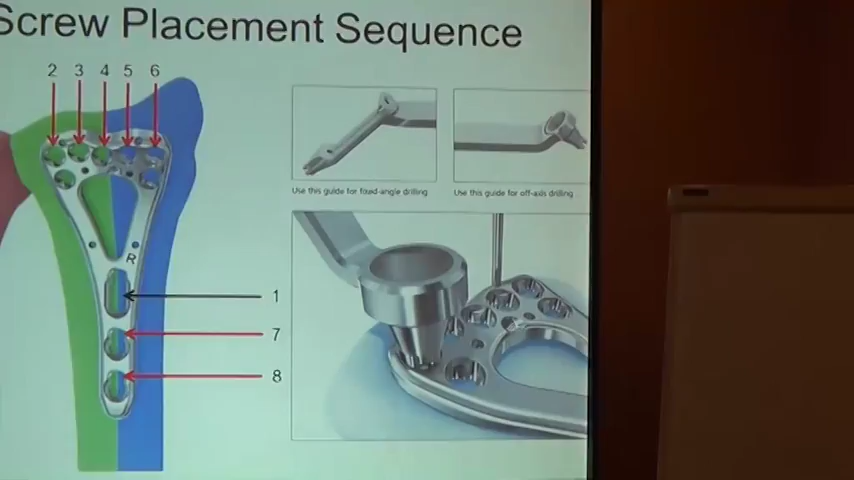 Screw Placement Sequence
2 3 4 5 6
Use this guide for fixed-angle drilling
Use this guide for off-axis drilling
R
1
7
8